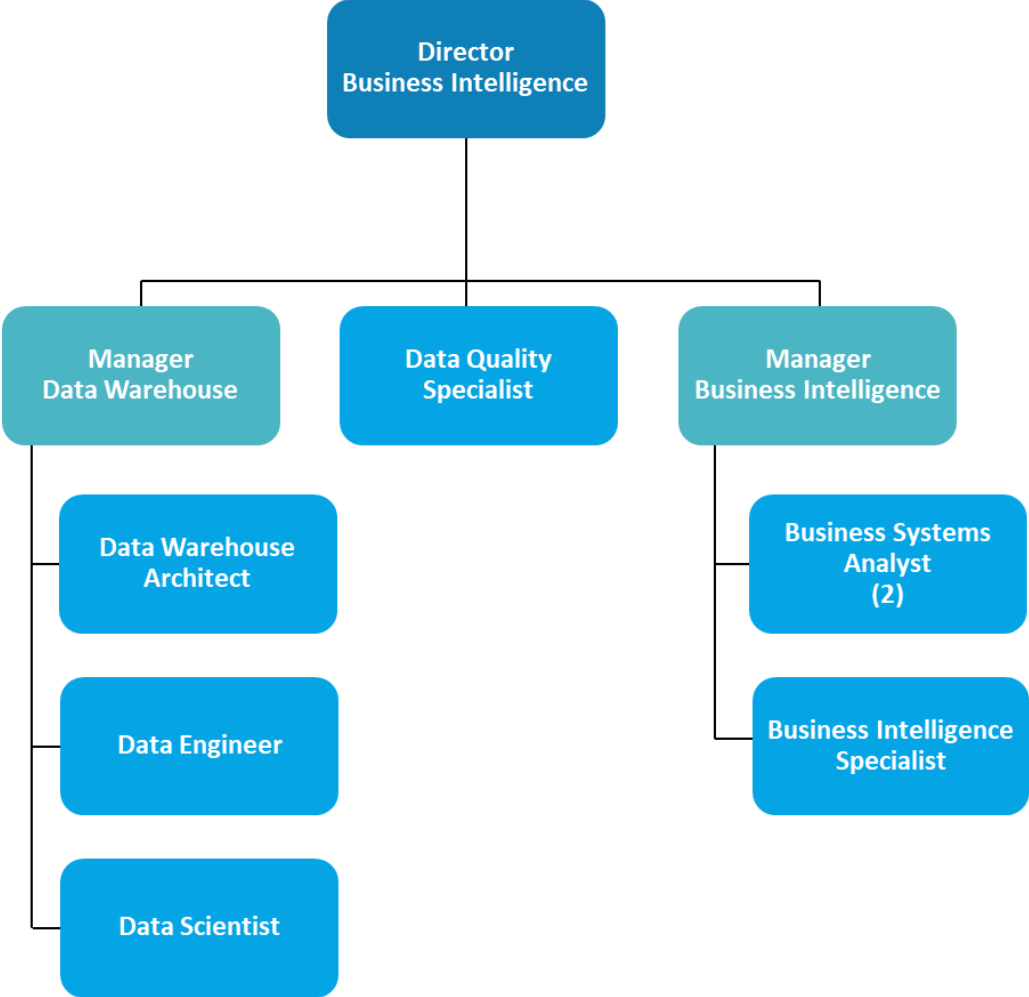 Director
Business Intelligence
Manager
Data Warehouse
Data Quality
Specialist
Manager
Business Intelligence
Data Warehouse
Architect
Business Systems
Analyst
(2)
Data Engineer
Business Intelligence
Specialist
Data Scientist